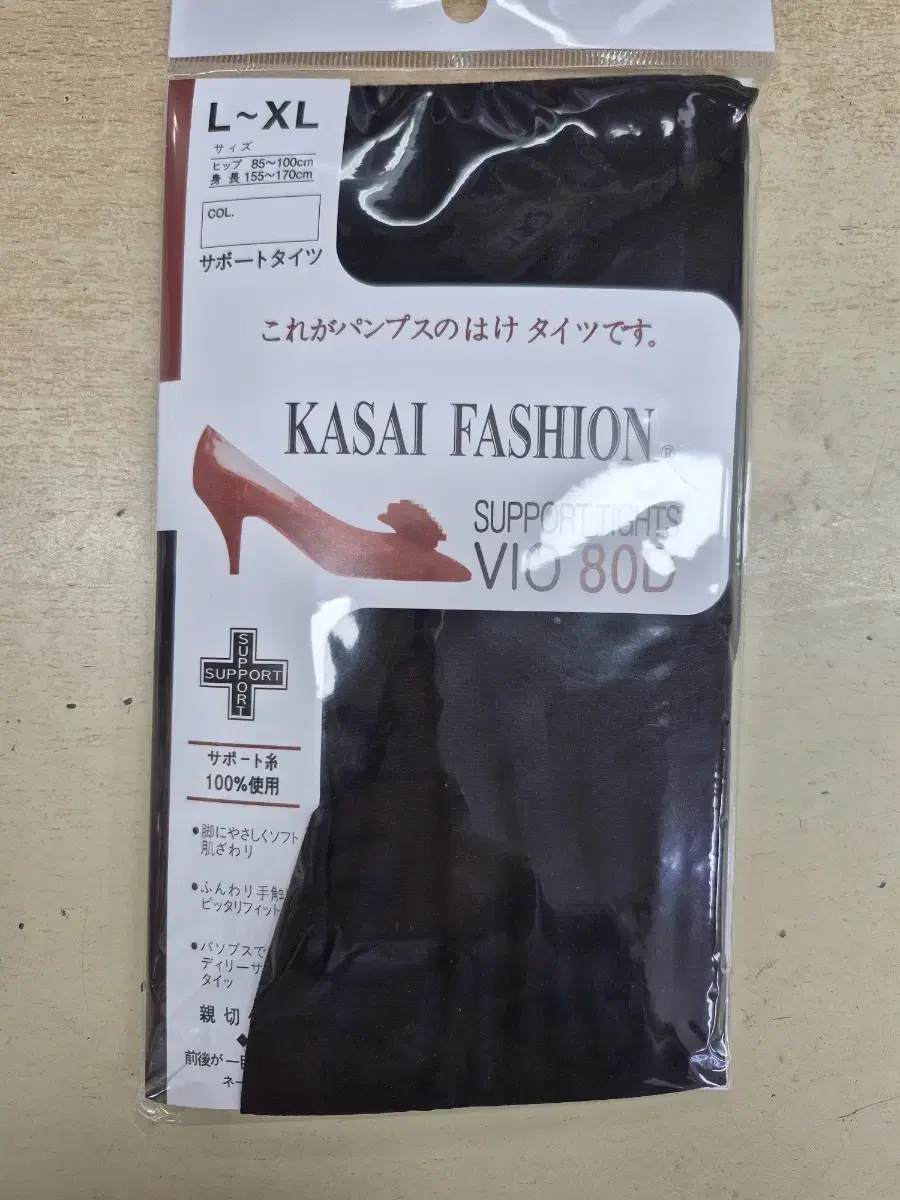 L～XL
サイズ
ヒップ 85～100cm
身長 155～170cm
COL.
サポートタイツ
これがパンプスのはけタイツです。
KASAI FASHION®
SUPPORT TIGHTS
VIO 80D
SUPPORT
SUPPORT
サポート糸
100%使用
•脚にやさしくソフト
肌ざわり
•ふんわり手触
ピッタリフィット
•パソプスで
ディリーサ
タイッ
親切
◆
前後が一目
ネー